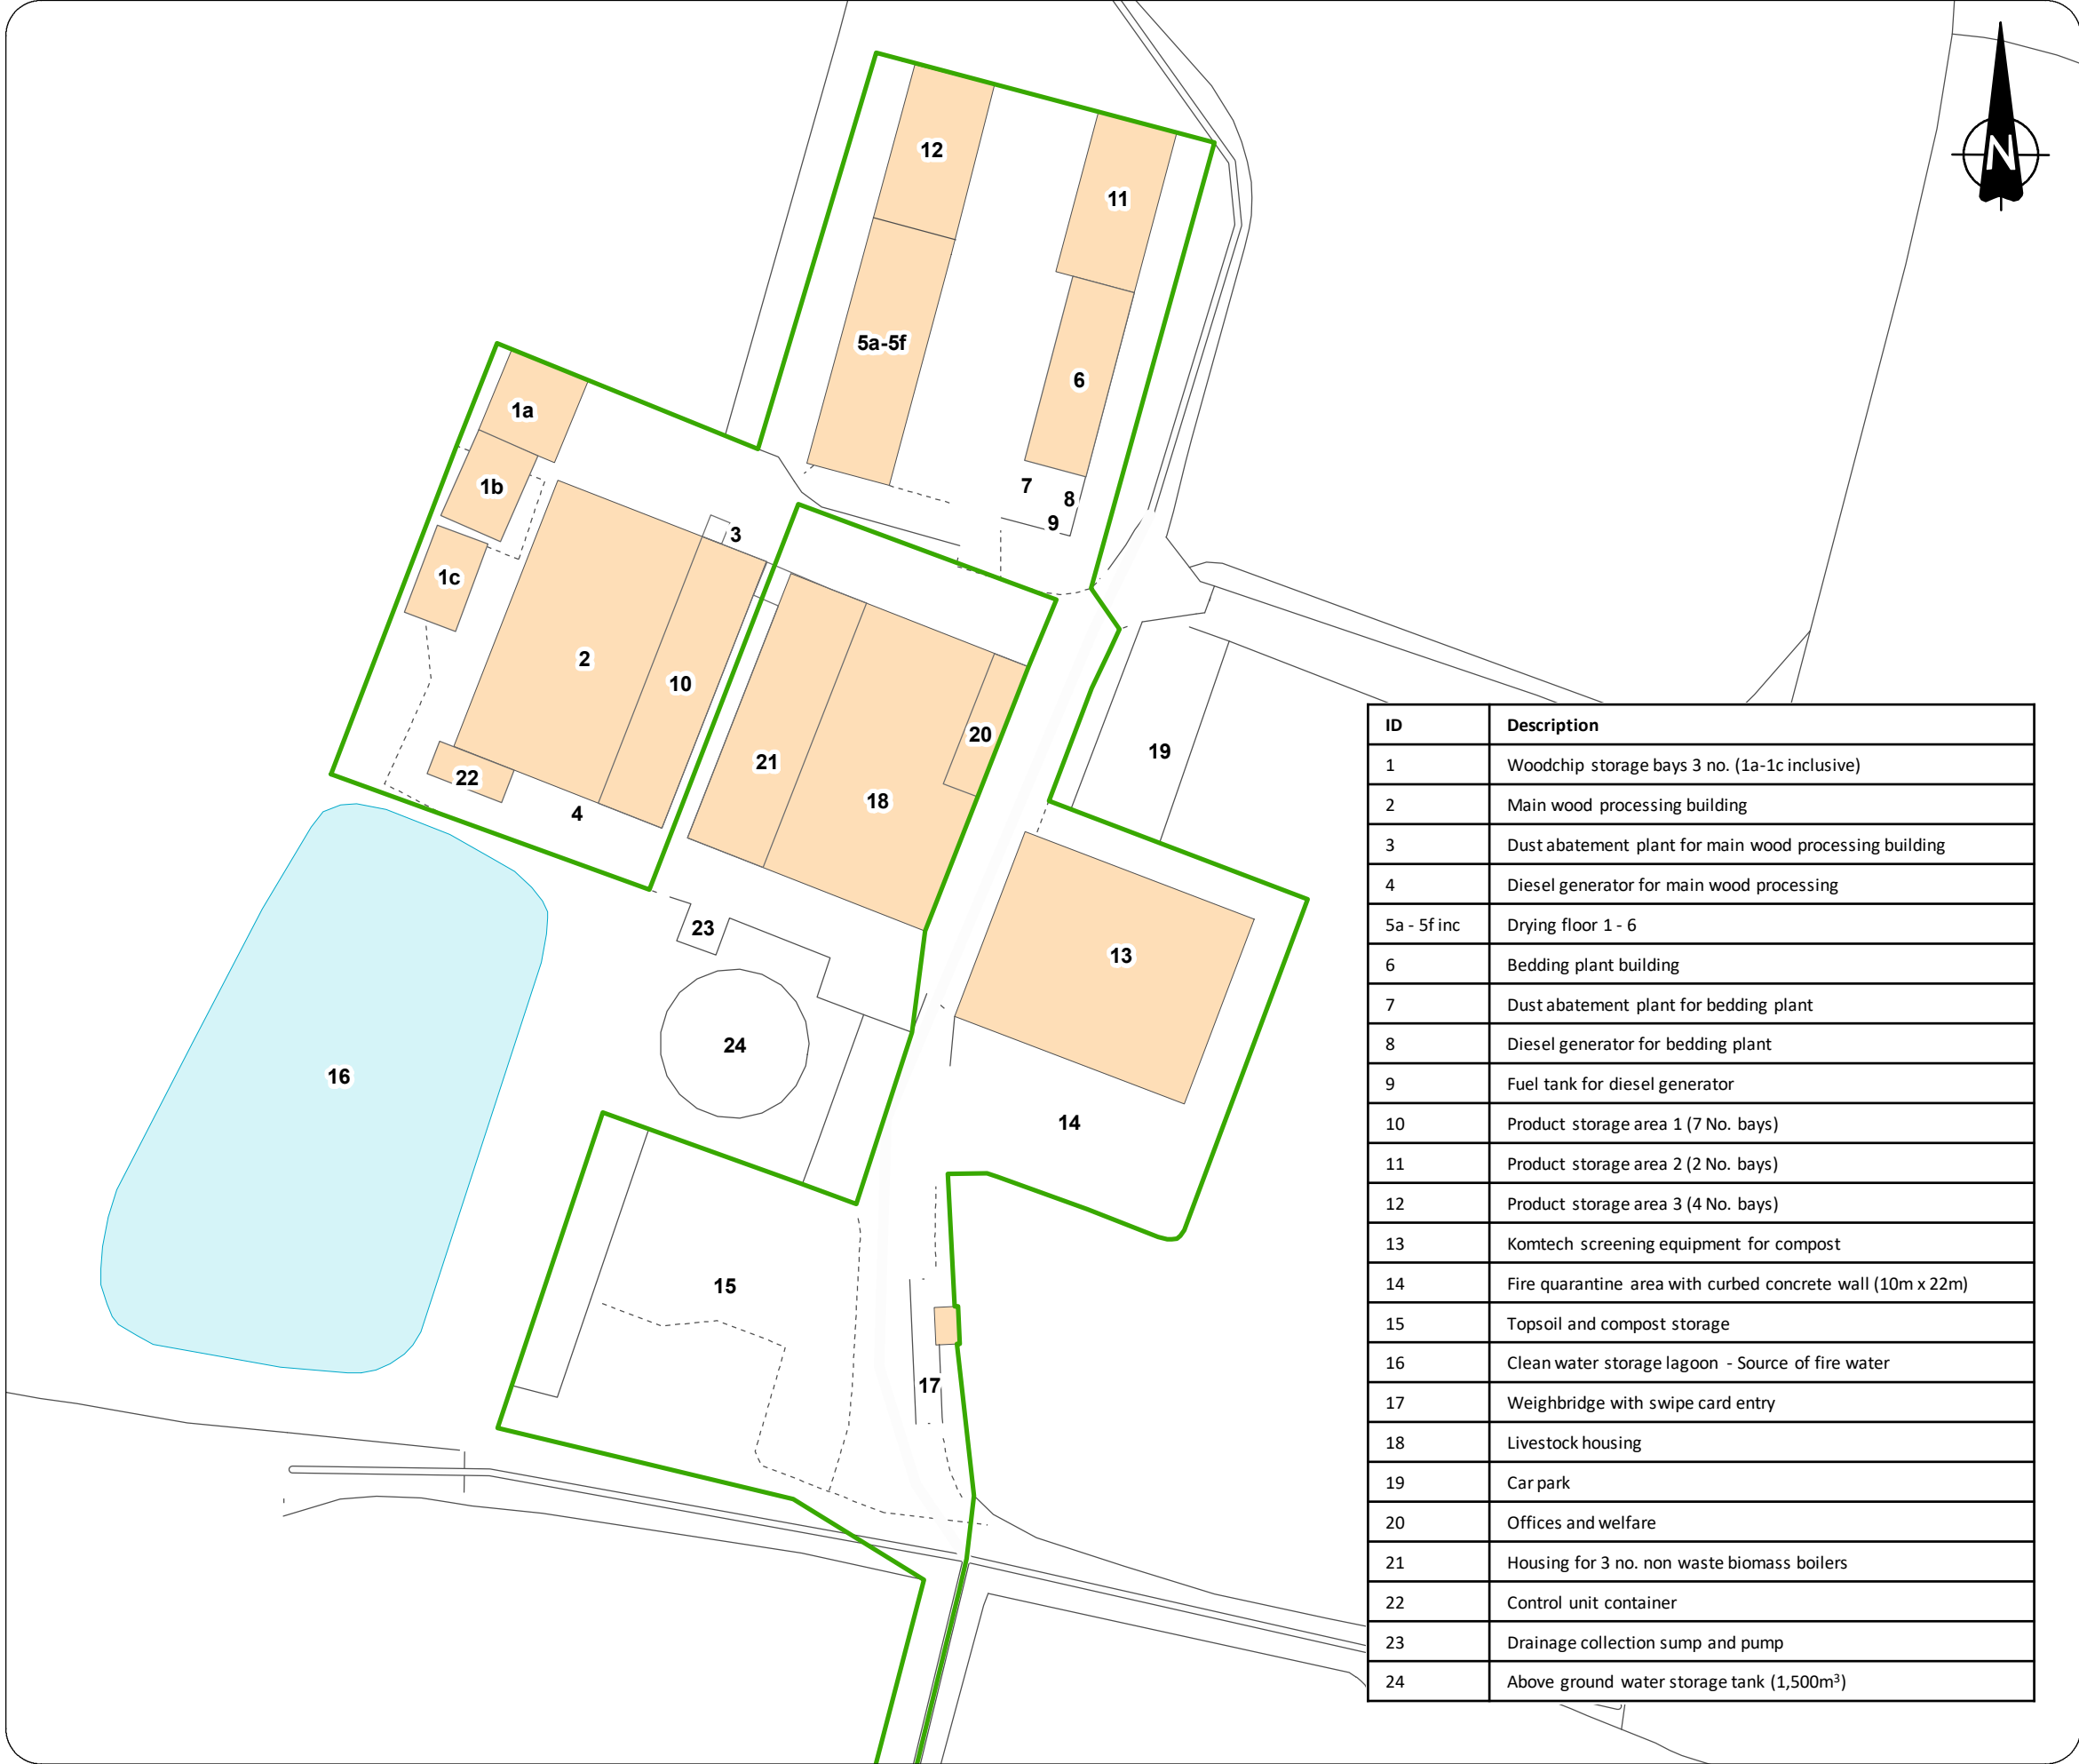 N
12
11
5a-5f
6
1a
1b
7
8
9
3
1c
2
10
20
21
19
22
18
4
23
13
24
16
14
15
17
ID Description
1 Woodchip storage bays 3 no. (1a-1c inclusive)
2 Main wood processing building
3 Dust abatement plant for main wood processing building
4 Diesel generator for main wood processing
5a - 5f inc Drying floor 1 - 6
6 Bedding plant building
7 Dust abatement plant for bedding plant
8 Diesel generator for bedding plant
9 Fuel tank for diesel generator
10 Product storage area 1 (7 No. bays)
11 Product storage area 2 (2 No. bays)
12 Product storage area 3 (4 No. bays)
13 Komtech screening equipment for compost
14 Fire quarantine area with curbed concrete wall (10m x 22m)
15 Topsoil and compost storage
16 Clean water storage lagoon - Source of fire water
17 Weighbridge with swipe card entry
18 Livestock housing
19 Car park
20 Offices and welfare
21 Housing for 3 no. non waste biomass boilers
22 Control unit container
23 Drainage collection sump and pump
24 Above ground water storage tank (1,500m³)